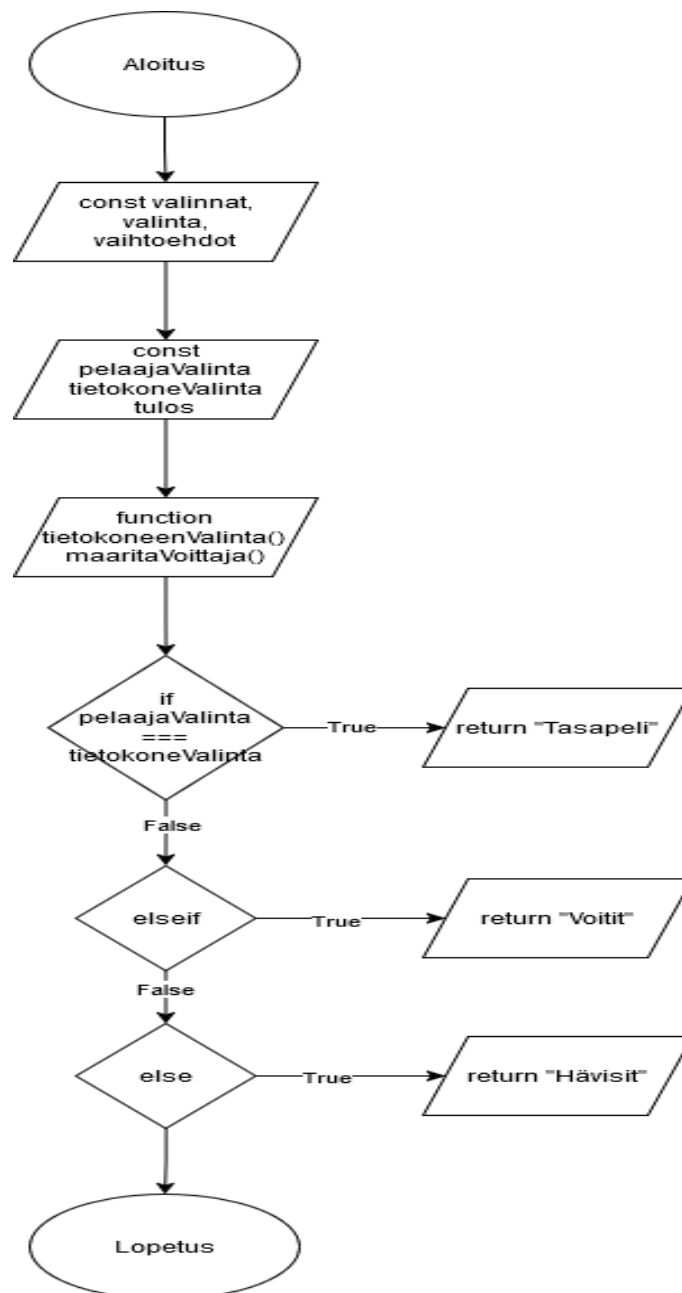 Aloitus
const valinnat,
valinta,
vaihtoehdot
const
pelaajaValinta
tietokoneValinta
tulos
function
tietokoneenValinta()
maaritaVoittaja()
if
pelaajaValinta
===
tietokoneValinta
True
return "Tasapeli"
False
elseif
True
return "Voitit"
False
else
True
return "Hävisit"
Lopetus